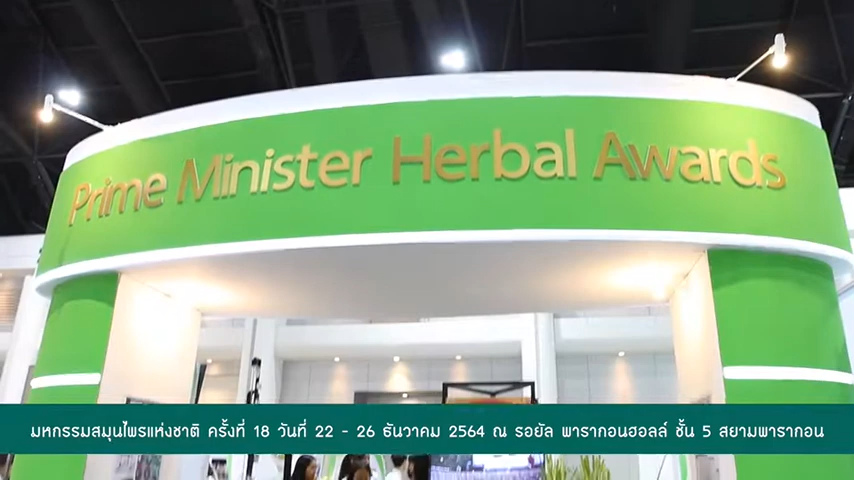 Prime Minister Herbal Awards
มหกรรมสมุนไพรแห่งชาติ ครั้งที่ 18 วันที่ 22 - 26 ธันวาคม 2564 ณ รอยัล พารากอนฮอลล์ ชั้น 5 สยามพารากอน